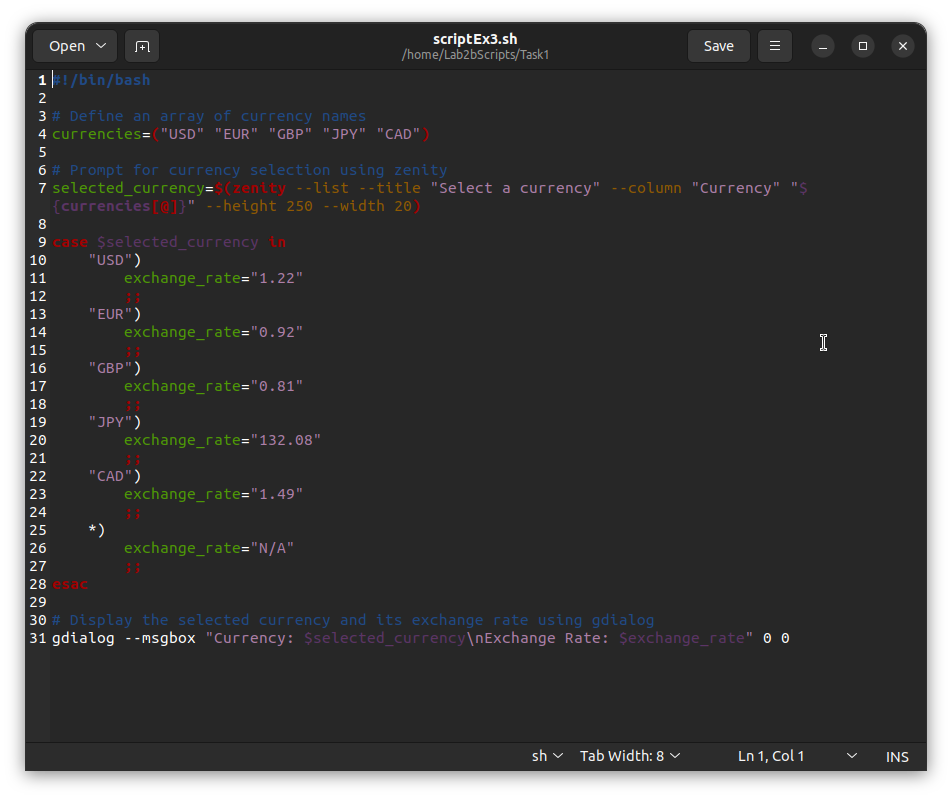 Open
scriptEx3.sh
/home/Lab2bScripts/Task1
Save
1 #!/bin/bash
2
3 # Define an array of currency names
4 currencies=("USD" "EUR" "GBP" "JPY" "CAD")
5
6 # Prompt for currency selection using zenity
7 selected_currency=$(zenity --list --title "Select a currency" --column "Currency" "$
{currencies[@]}" --height 250 --width 20)
8
9 case $selected_currency in
10     "USD")
11         exchange_rate="1.22"
12         ;;
13     "EUR")
14         exchange_rate="0.92"
15         ;;
16     "GBP")
17         exchange_rate="0.81"
18         ;;
19     "JPY")
20         exchange_rate="132.08"
21         ;;
22     "CAD")
23         exchange_rate="1.49"
24         ;;
25     *)
26         exchange_rate="N/A"
27         ;;
28 esac
29
30 # Display the selected currency and its exchange rate using gdialog
31 gdialog --msgbox "Currency: $selected_currency\nExchange Rate: $exchange_rate" 0 0
sh Tab Width: 8 Ln 1, Col 1 INS